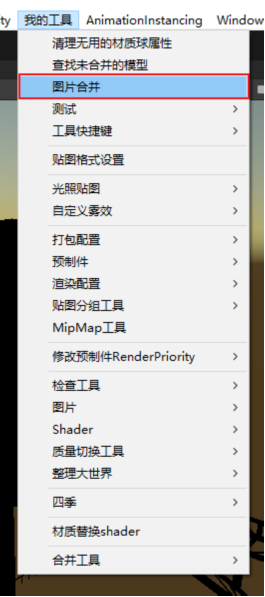 ty 我的工具 AnimationInstancing Window
清理无用的材质球属性
查找未合并的模型
图片合并
测试
工具快捷键
贴图格式设置
光照贴图
自定义雾效
打包配置
预制件
渲染配置
贴图分组工具
MipMap工具
修改预制件RenderPriority
检查工具
图片
Shader
质量切换工具
整理大世界
四季
材质替换shader
合并工具